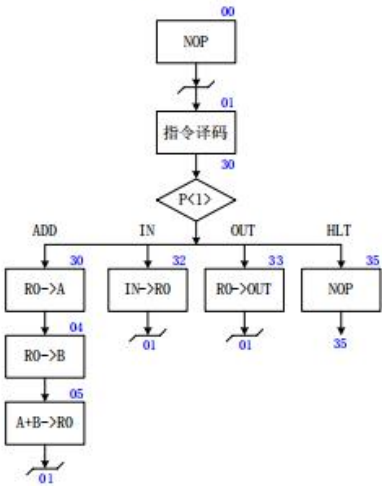 00
NOP
01
指令译码
30
P<1>
ADD IN OUT HLT
30 32 33 35
R0->A IN->R0 R0->OUT NOP
04 01 01 35
R0->B
05
A+B->R0
01